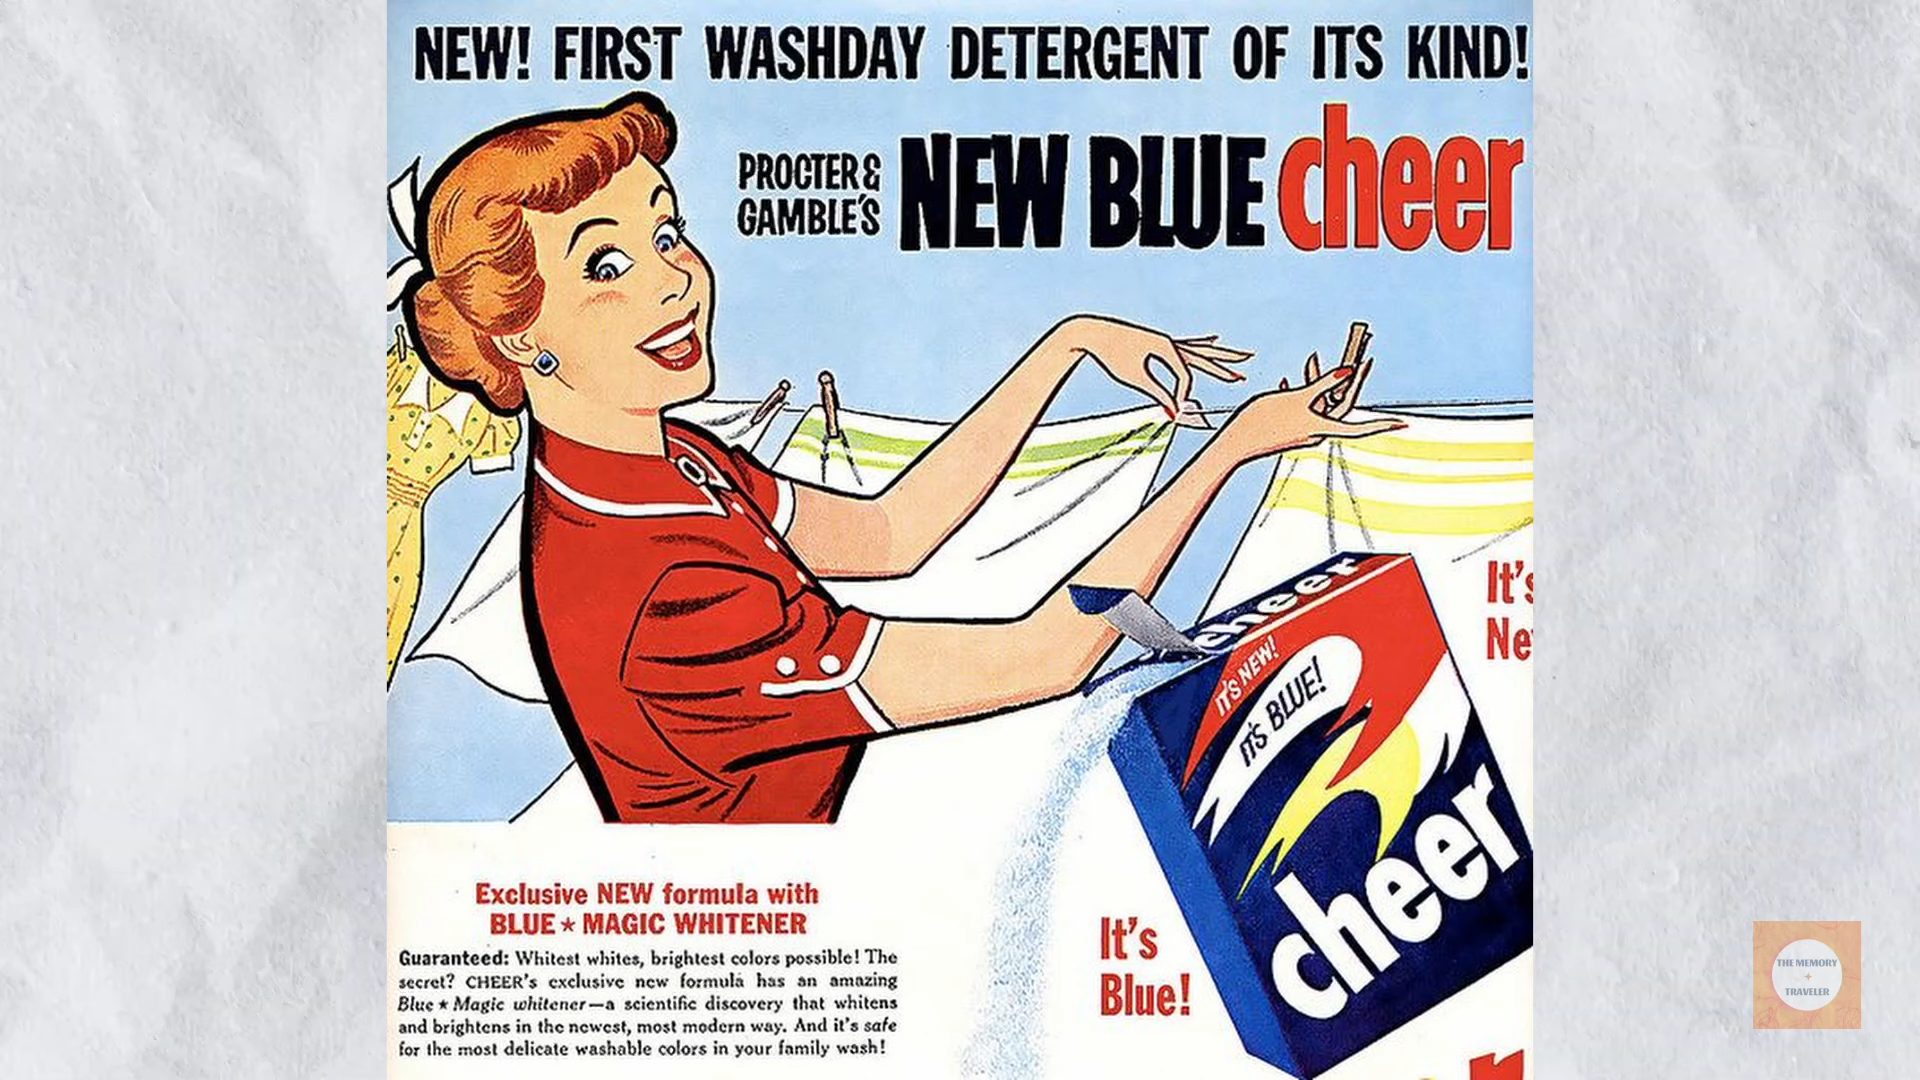 NEW! FIRST WASHDAY DETERGENT OF ITS KIND!
PROCTER &
GAMBLE'S
NEW BLUE cheer
It's
Ne
cheer
IT'S NEW!
IT'S BLUE!
cheer
Exclusive NEW formula with
BLUE ★ MAGIC WHITENER
Guaranteed: Whitest whites, brightest colors possible! The
secret? CHEER's exclusive new formula has an amazing
Blue ★ Magic whitener—a scientific discovery that whitens
and brightens in the newest, most modern way. And it's safe
for the most delicate washable colors in your family wash!
It's
Blue!
THE MEMORY
TRAVELER